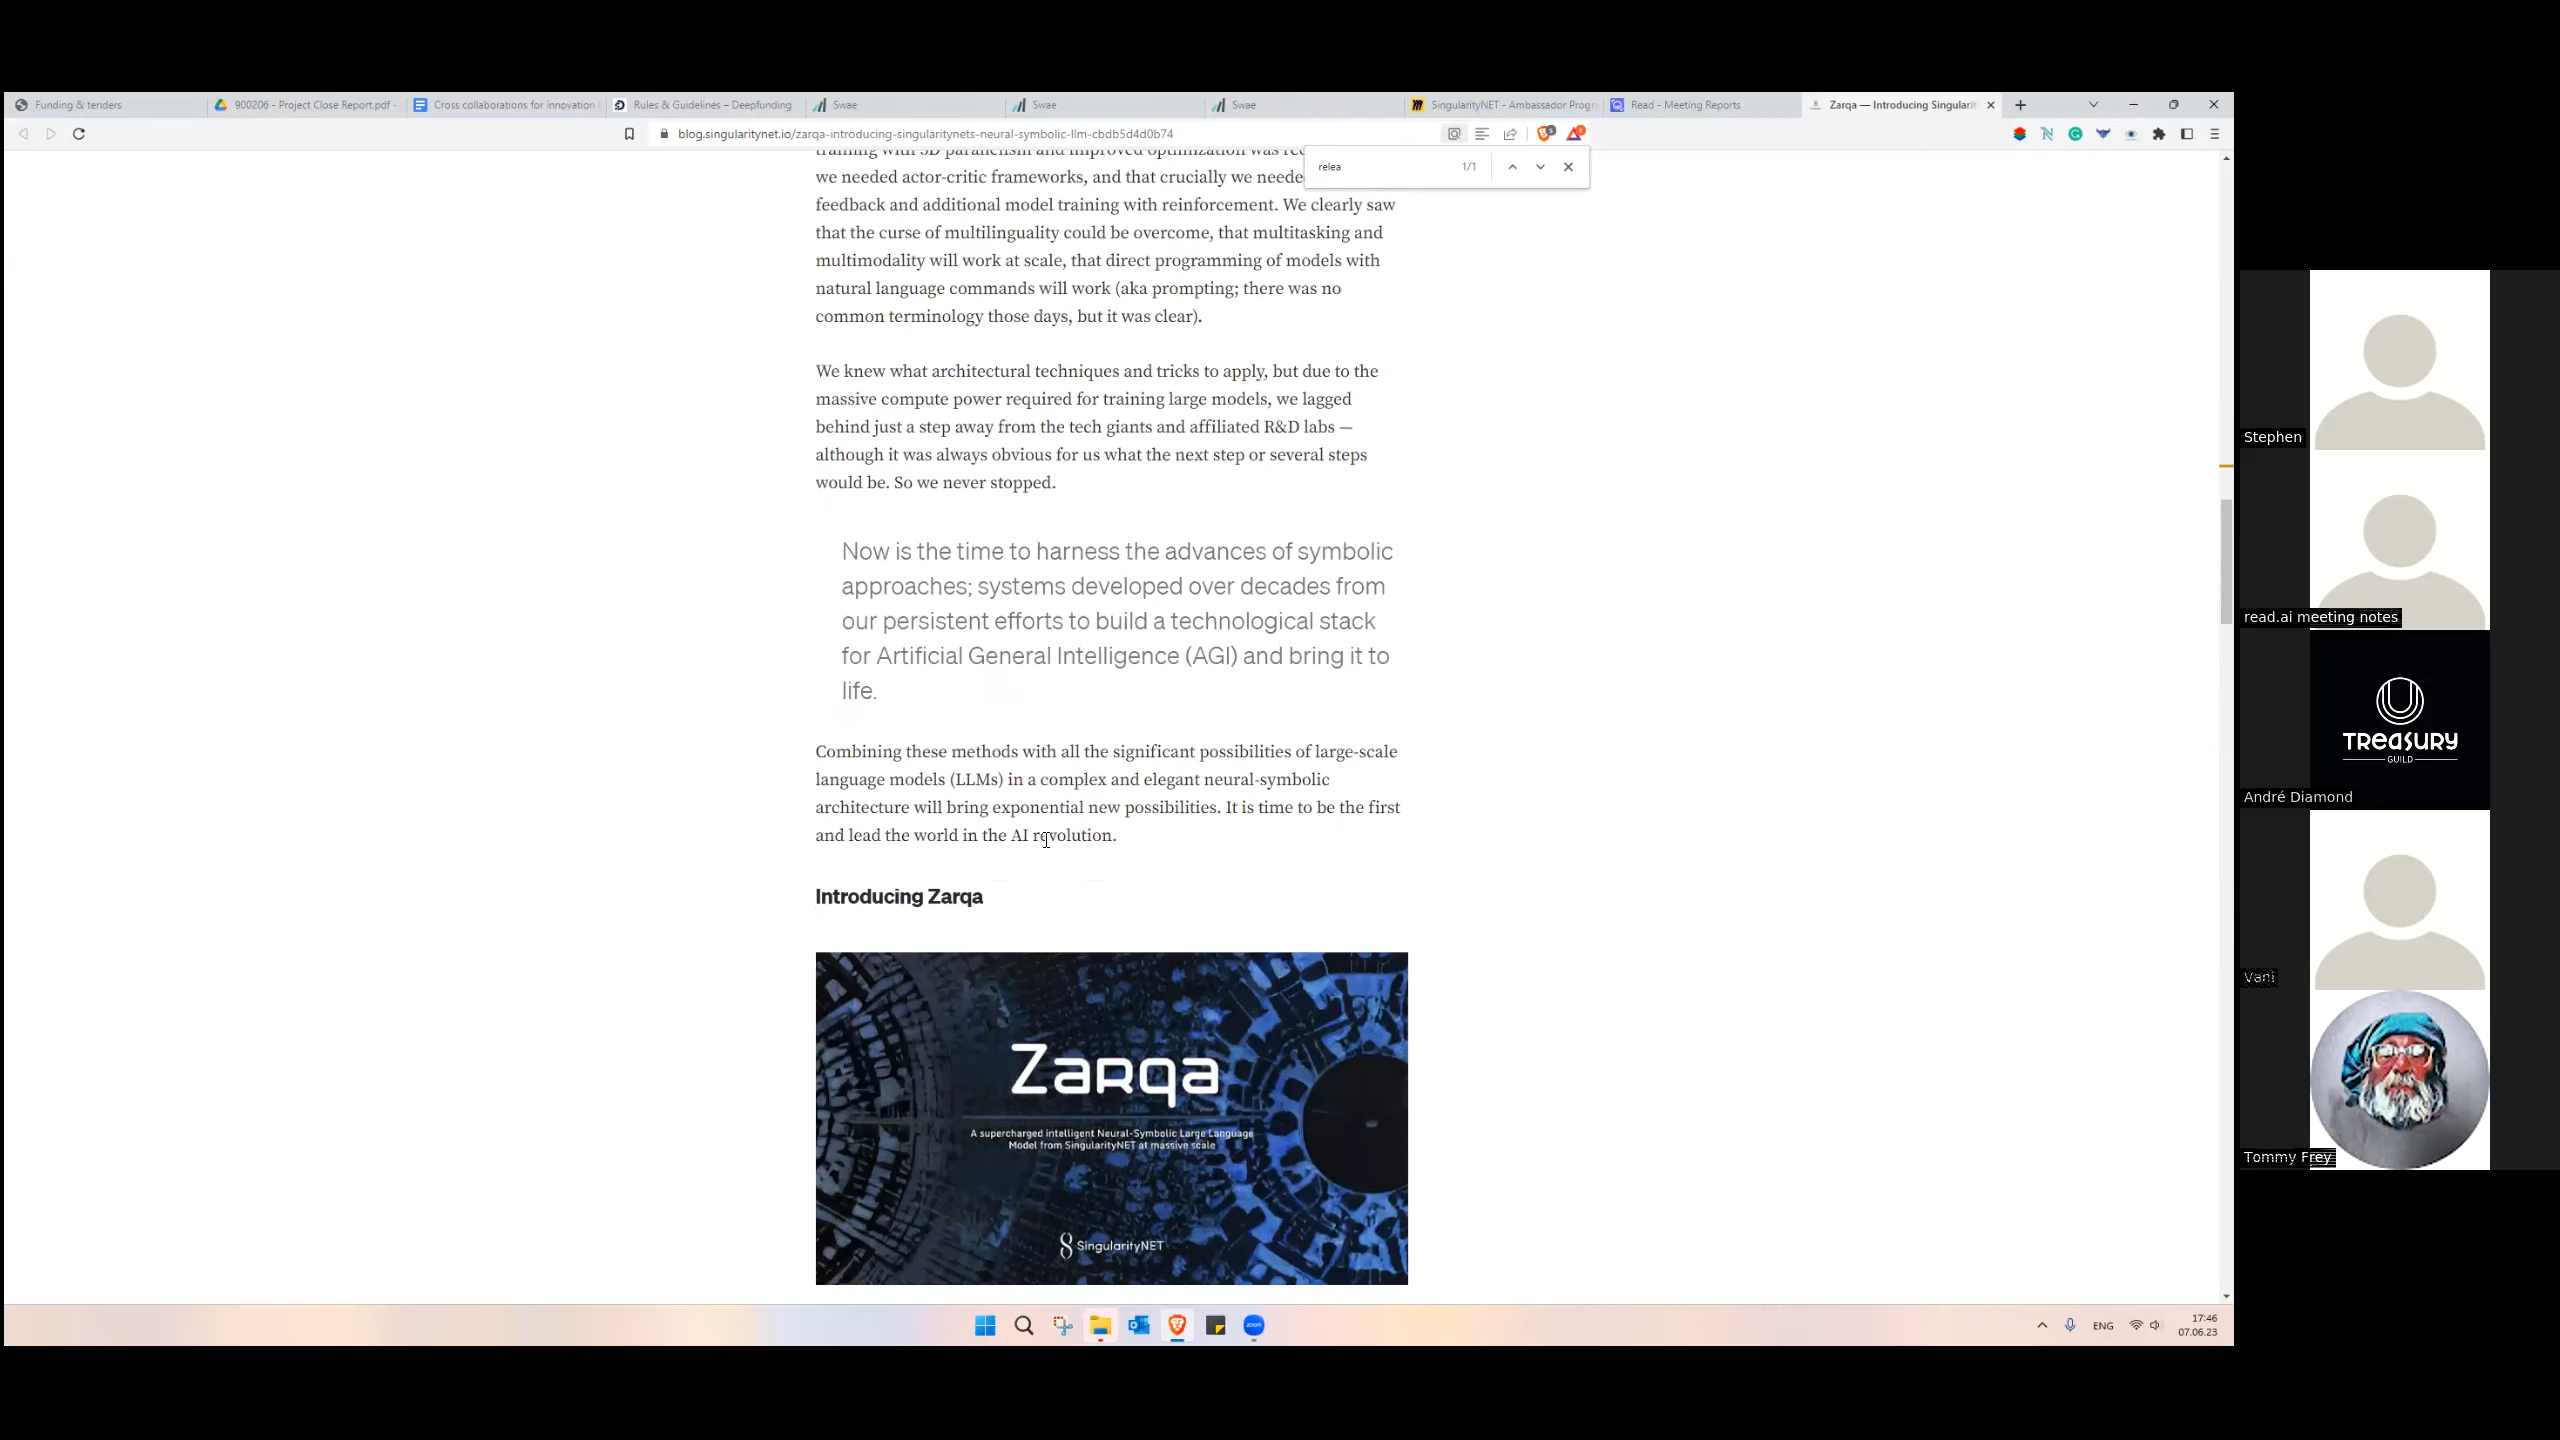 Funding & tenders
900206 - Project Close Report.pdf -
Cross collaborations for innovation
Rules & Guidelines – Deepfunding
Swae
Swae
Swae
SingularityNET - Ambassador Progr
Read - Meeting Reports
Zarqa — Introducing Singularit
blog.singularitynet.io/zarqa-introducing-singularitynets-neural-symbolic-llm-cbdb5d4d0b74
relea
1/1
training with 3D parallelism and improved optimization was
we needed actor-critic frameworks, and that crucially we neede
feedback and additional model training with reinforcement. We clearly saw
that the curse of multilinguality could be overcome, that multitasking and
multimodality will work at scale, that direct programming of models with
natural language commands will work (aka prompting; there was no
common terminology those days, but it was clear).
We knew what architectural techniques and tricks to apply, but due to the
massive compute power required for training large models, we lagged
behind just a step away from the tech giants and affiliated R&D labs —
although it was always obvious for us what the next step or several steps
would be. So we never stopped.
Now is the time to harness the advances of symbolic
approaches; systems developed over decades from
our persistent efforts to build a technological stack
for Artificial General Intelligence (AGI) and bring it to
life.
Combining these methods with all the significant possibilities of large-scale
language models (LLMs) in a complex and elegant neural-symbolic
architecture will bring exponential new possibilities. It is time to be the first
and lead the world in the AI revolution.
Introducing Zarqa
Zarqa
A supercharged intelligent Neural-Symbolic Large Language
Model from SingularityNET at massive scale
SingularityNET
Stephen
read.ai meeting notes
TREASURY
GUILD
André Diamond
Vani
Tommy Frey
zoom
ENG
17:46
07.06.23